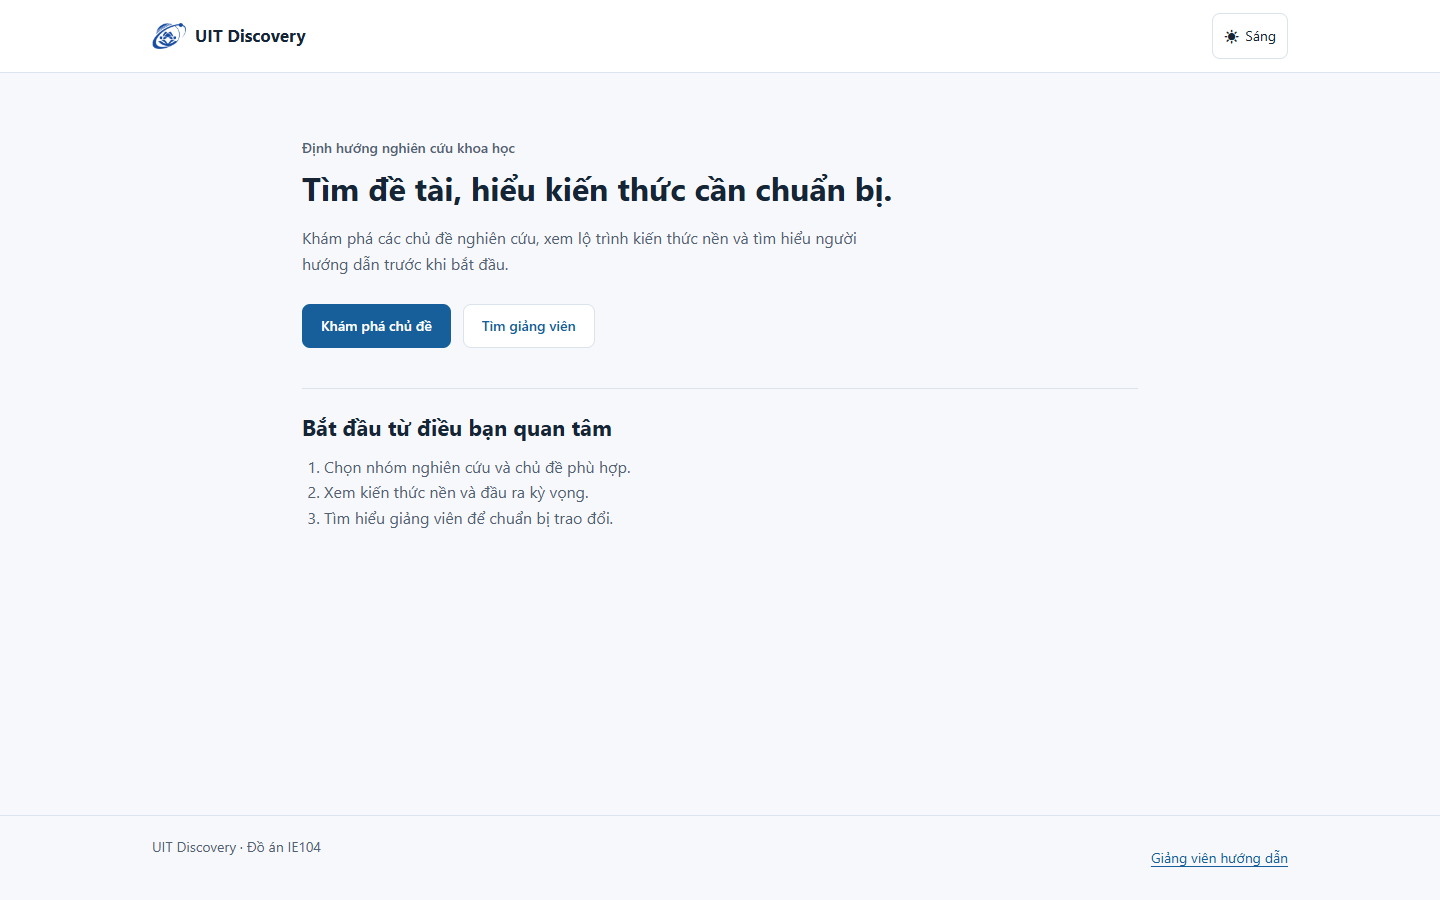 UIT Discovery
Sáng
Định hướng nghiên cứu khoa học
Tìm đề tài, hiểu kiến thức cần chuẩn bị.
Khám phá các chủ đề nghiên cứu, xem lộ trình kiến thức nền và tìm hiểu người
hướng dẫn trước khi bắt đầu.
Khám phá chủ đề
Tìm giảng viên
Bắt đầu từ điều bạn quan tâm
1. Chọn nhóm nghiên cứu và chủ đề phù hợp.
2. Xem kiến thức nền và đầu ra kỳ vọng.
3. Tìm hiểu giảng viên để chuẩn bị trao đổi.
UIT Discovery · Đồ án IE104
Giảng viên hướng dẫn